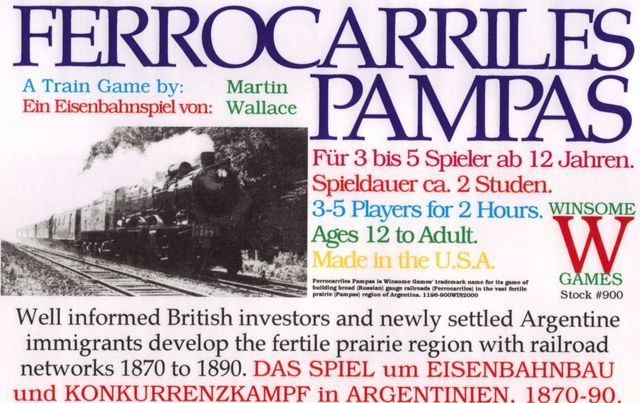 FERROCARRILES
PAMPAS
A Train Game by: Martin
Ein Eisenbahnspiel von: Wallace
Für 3 bis 5 Spieler ab 12 Jahren.
Spieldauer ca. 2 Studen.
3-5 Players for 2 Hours.
Ages 12 to Adult.
Made in the U.S.A.
WINSOME
W
GAMES
Stock #900
Ferrocarriles Pampas is Winsome Games' trademark name for its game of
building broad (Russian) gauge railroads (Ferrocarriles) in the vast fertile
prairie (Pampas) region of Argentina. 1196-900WIN2000
Well informed British investors and newly settled Argentine
immigrants develop the fertile prairie region with railroad
networks 1870 to 1890. DAS SPIEL um EISENBAHNBAU
und KONKURRENZKAMPF in ARGENTINIEN, 1870-90.